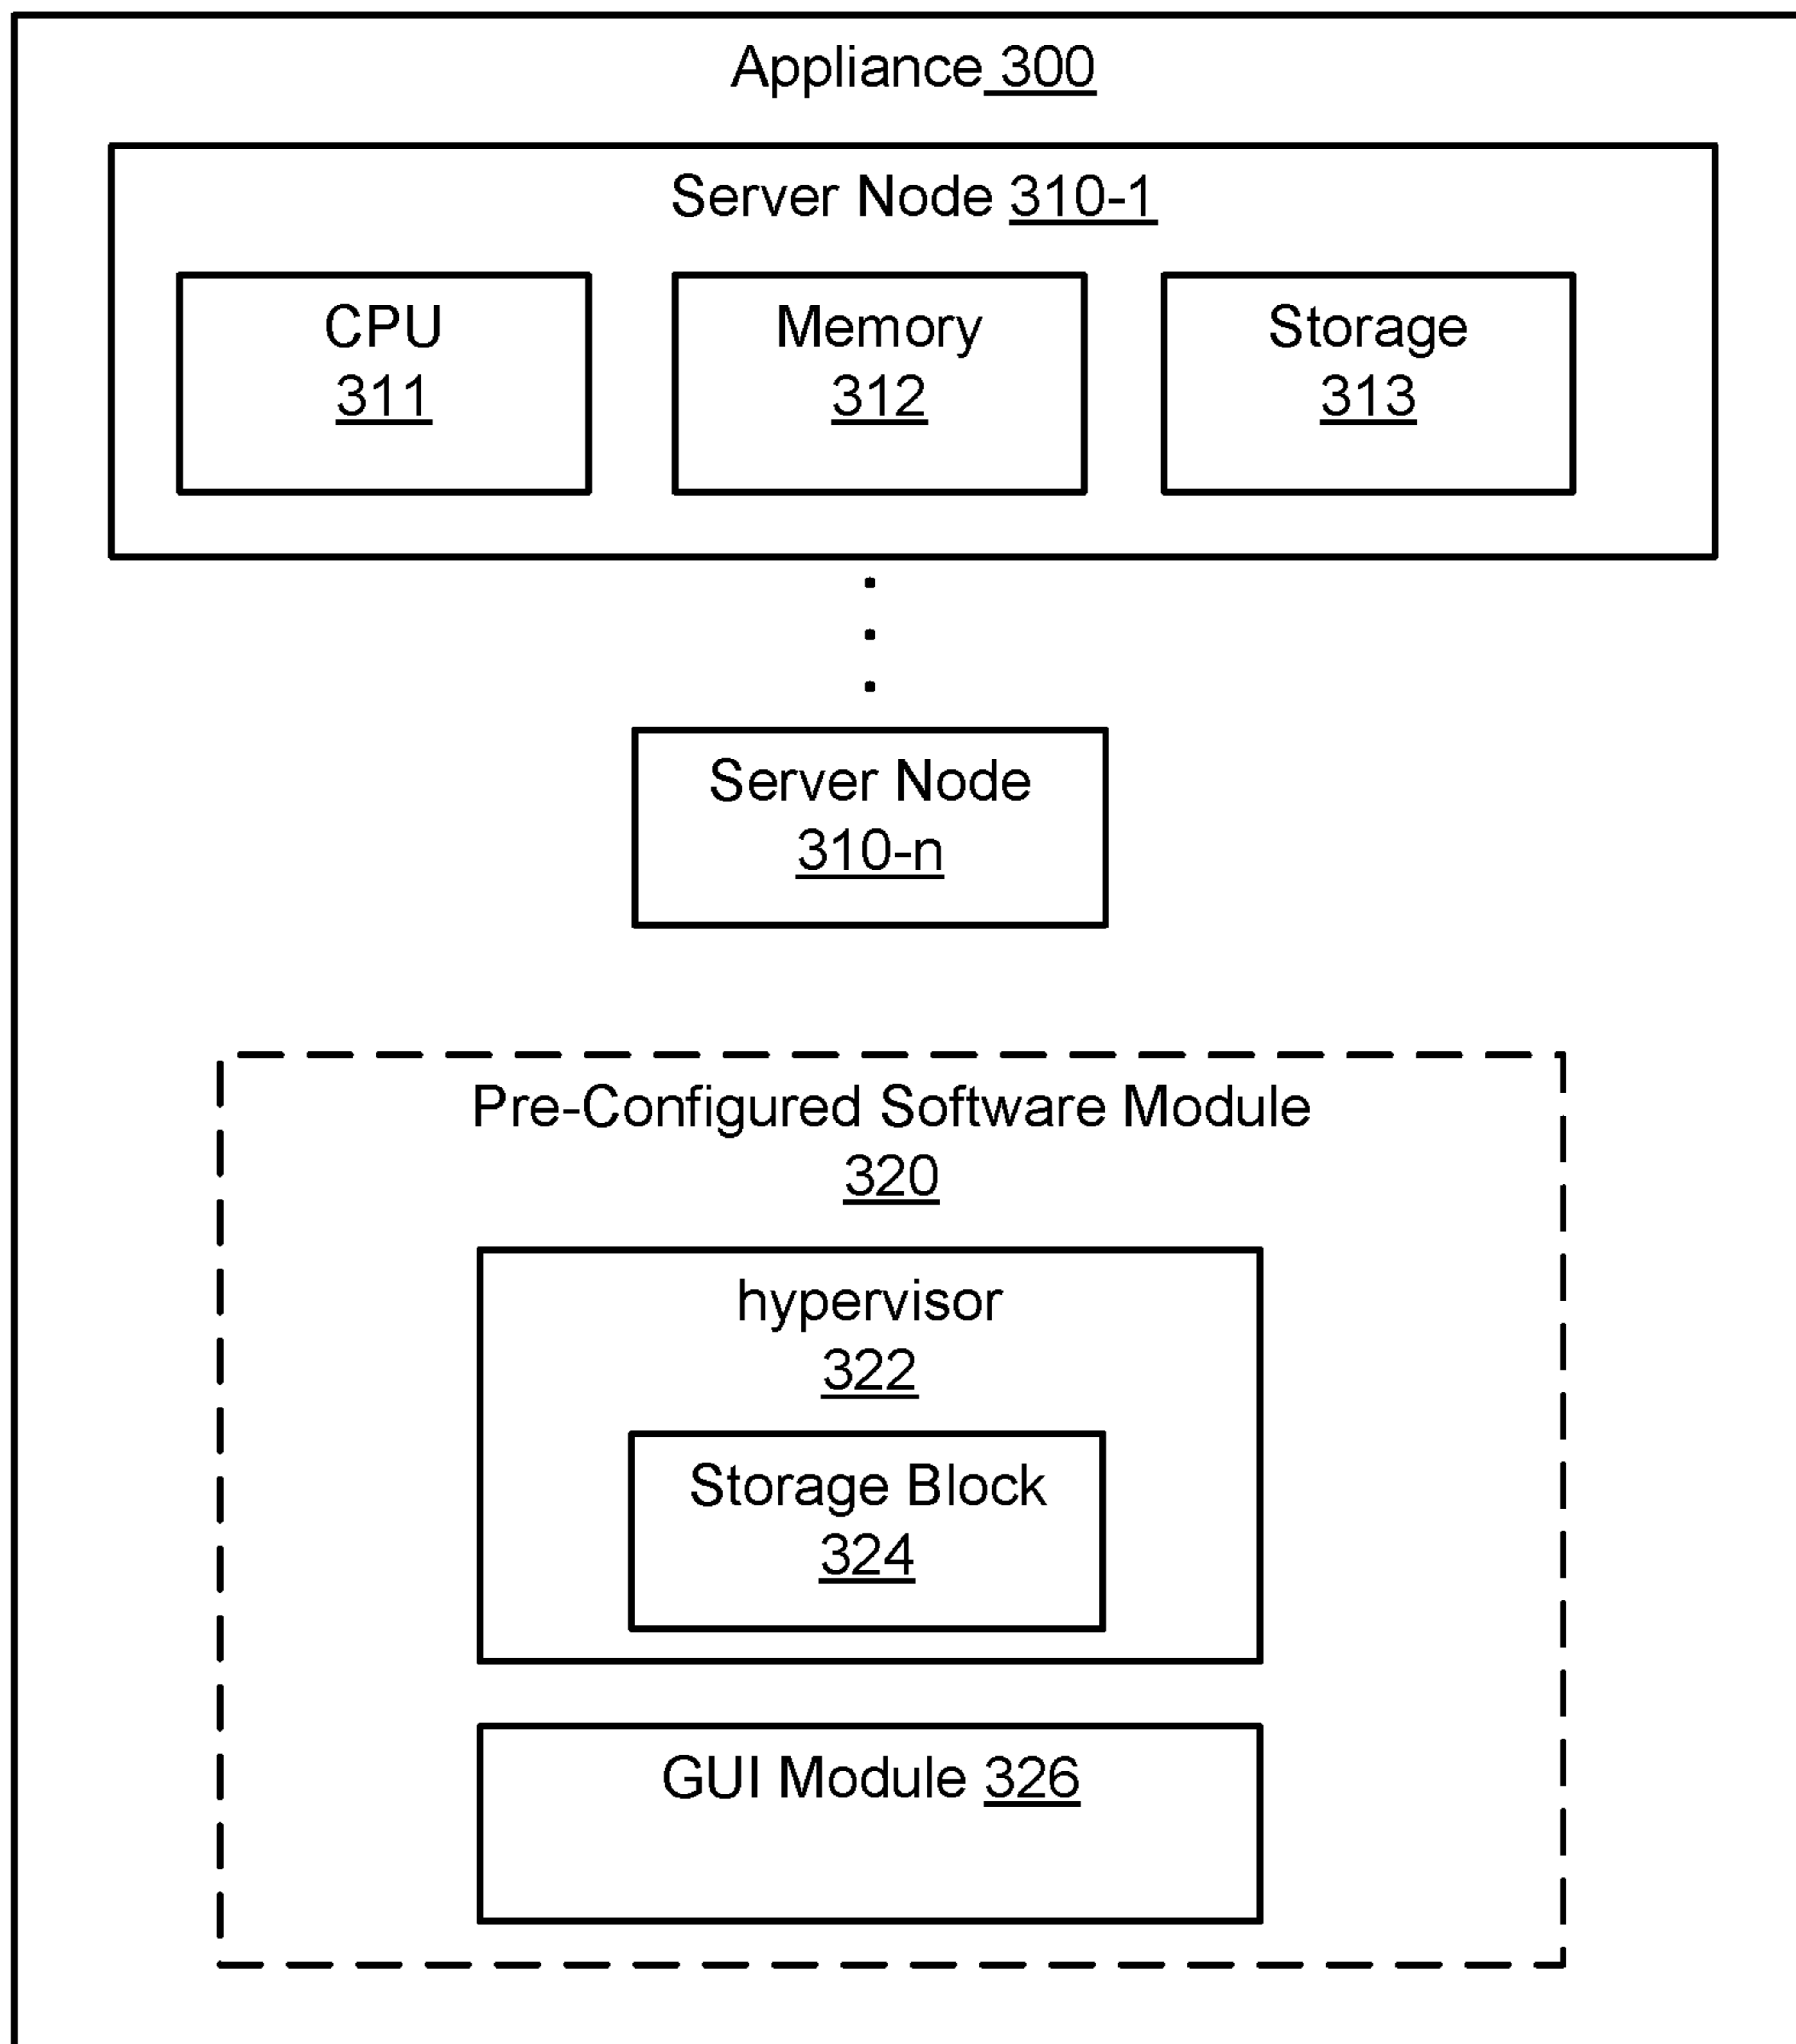 Appliance 300
Server Node 310-1
CPU
311
Memory
312
Storage
313
Server Node
310-n
Pre-Configured Software Module
320
hypervisor
322
Storage Block
324
GUI Module 326